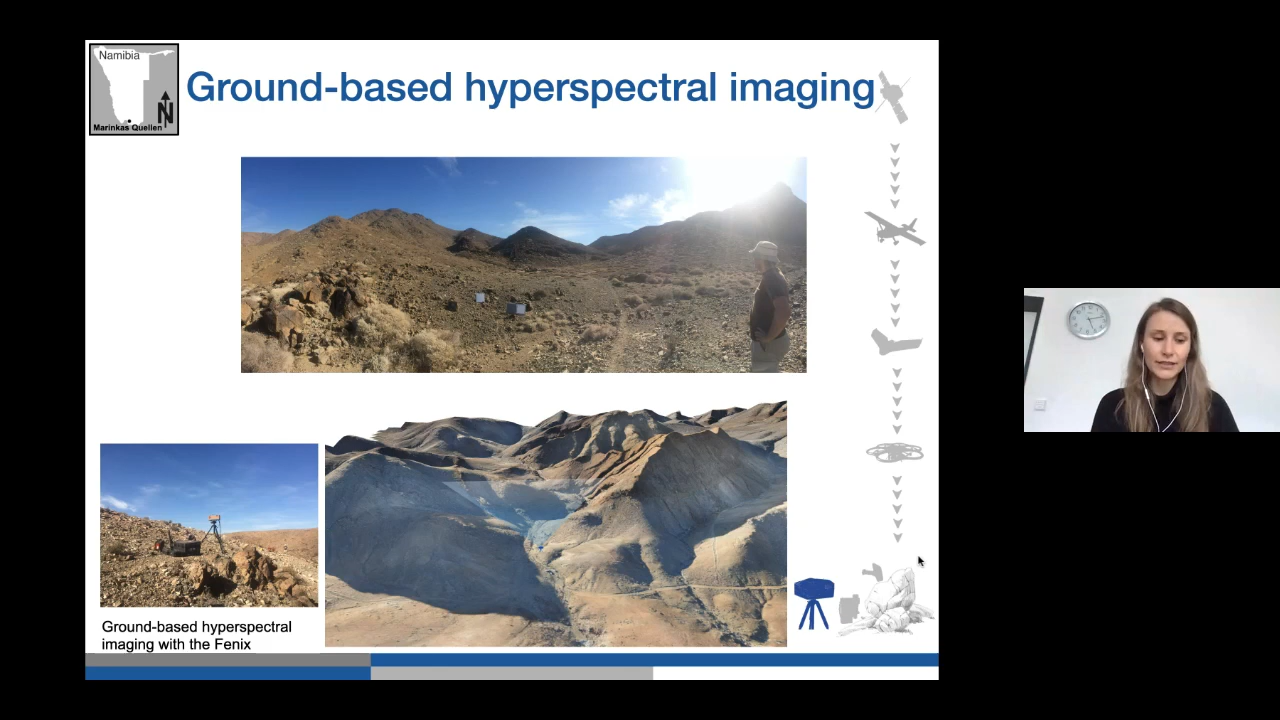 Namibia
N
Marinkas Quellen
Ground-based hyperspectral imaging
Ground-based hyperspectral
imaging with the Fenix